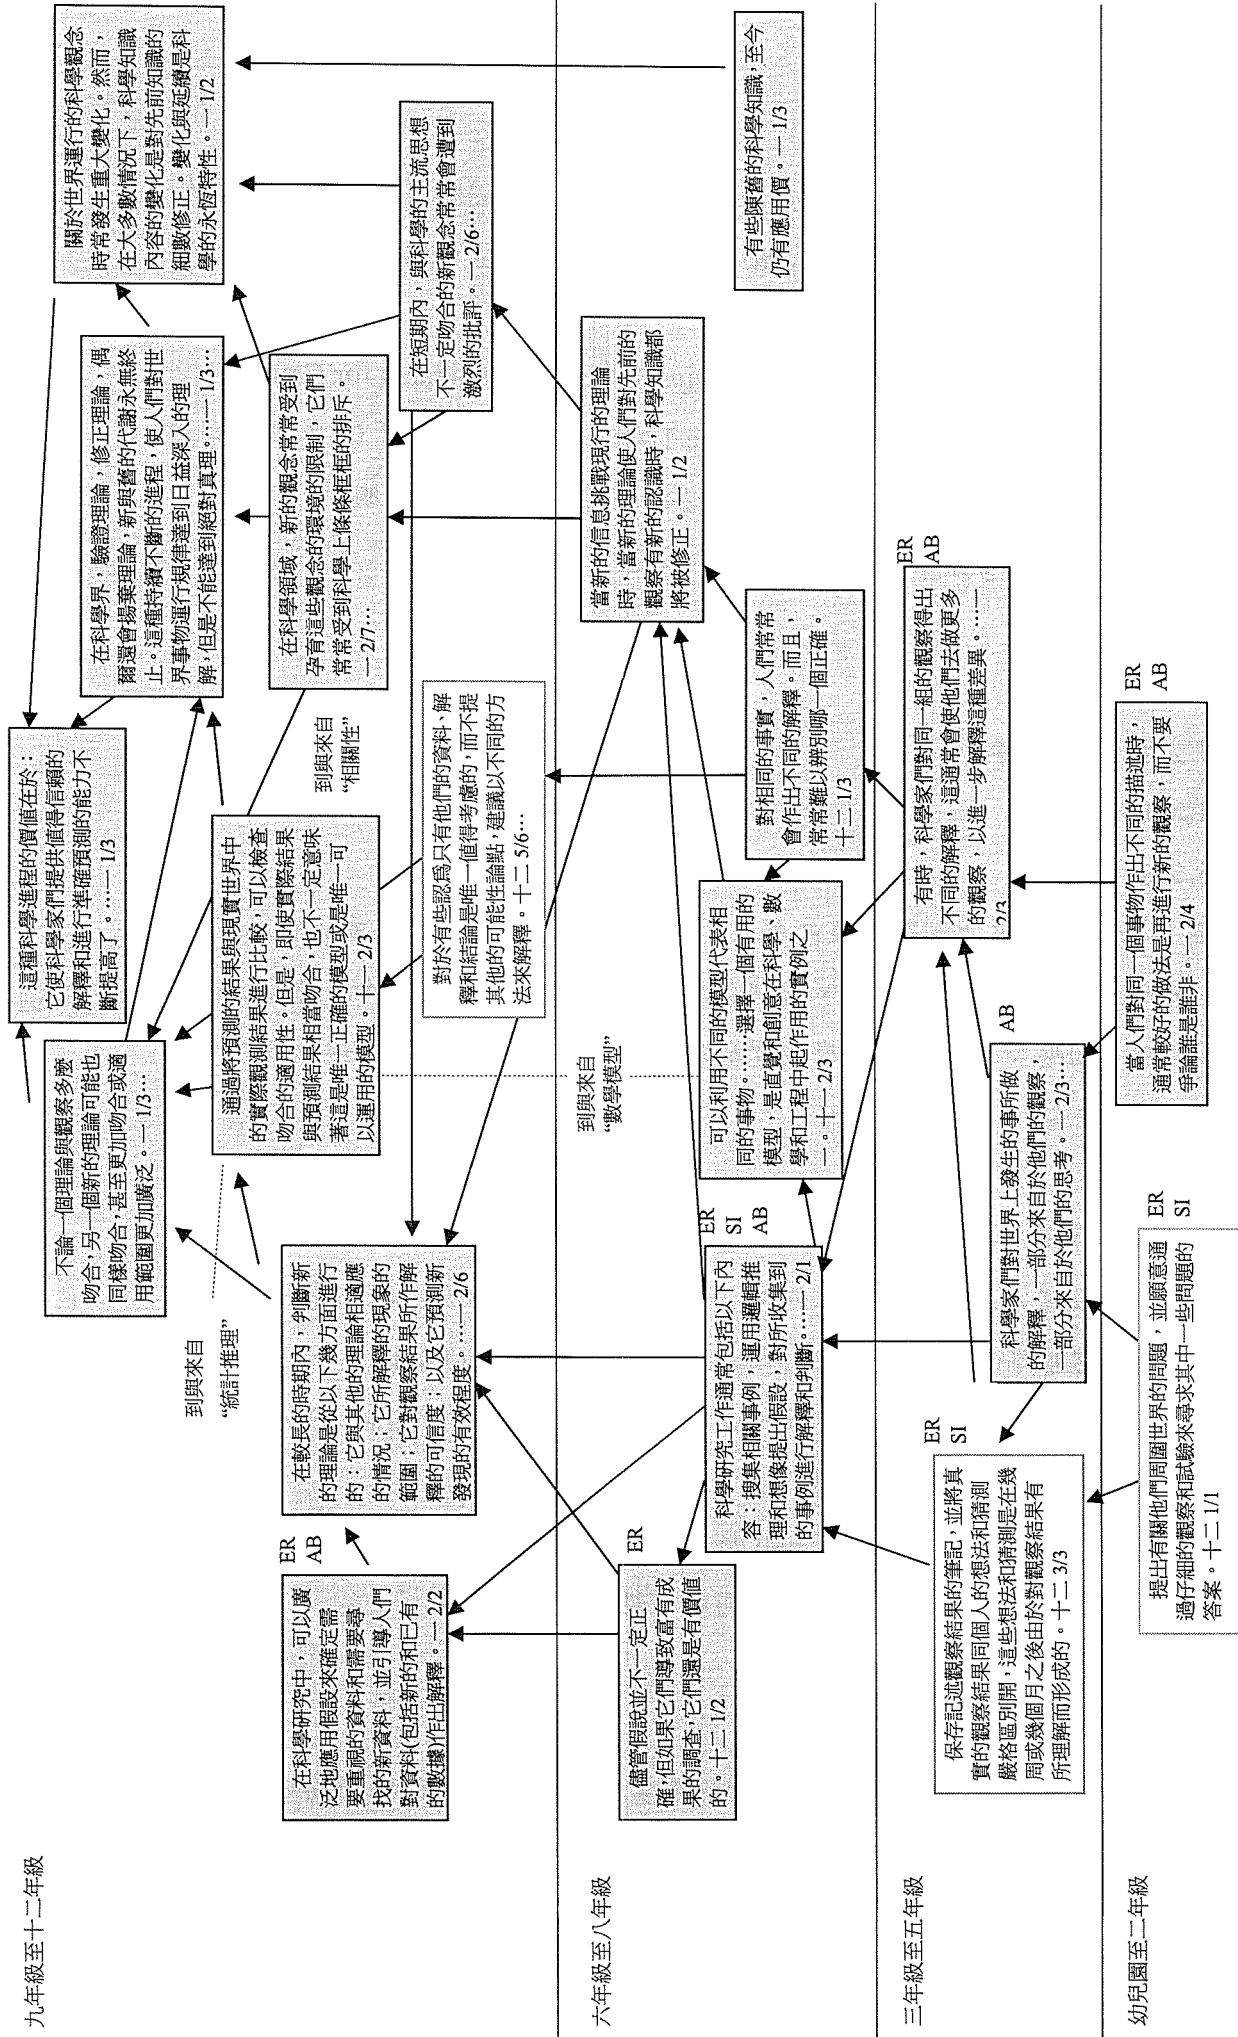 九年級至十二年級
這種科學進程的價值在於：
它使科學家們提供值得信賴的
解釋和進行準確預測的能力不
斷提高了。……一 1/3
不論一個理論與觀察多麼
吻合，另一個新的理論可能也
同樣吻合，甚至更加吻合或適
用範圍更加廣泛。一 1/3…
在科學界，驗證理論，修正理論，偶
爾還會揚棄理論，新與舊的代謝永無終
止。這種持續不斷的進程，使人們對世
界事物運行規律達到日益深入的理
解，但是不能達到絕對真理。……一 1/3…
關於世界運行的科學觀念
時常發生重大變化。然而，
在大多數情況下，科學知識
內容的變化是對先前知識的
細數修正。變化與延續是科
學的永恆特性。一 1/2
到與來自
“統計推理”
通過將預測的結果與現實世界中
的實際觀測結果進行比較，可以檢查
吻合的適用性。但是，即使實際結果
與預測結果相當吻合，也不一定意味
著這是唯一正確的模型或是唯一可
以運用的模型。十一 2/3
到與來自
“相關性”
在科學領域，新的觀念常常受到
孕育這些觀念的環境的限制，它們
常常受到科學上條條框框的排斥。
一 2/7…
在短期內，與科學的主流思想
不一定吻合的新觀念常常會遭到
激烈的批評。一 2/6…
在科學研究中，可以廣
泛地應用假設來確定需
要重視的資料和需要尋
找的新資料，並引導人們
對資料(包括新的和已有
的數據)作出解釋。一 2/2
ER
AB
在較長的時期內，判斷新
的理論是從以下幾方面進行
的：它與其他的理論相適應
的情況；它所解釋的現象的
範圍；它對觀察結果所作解
釋的可信度；以及它預測新
發現的有效程度。…一 2/6
對於有些認爲只有他們的資料、解
釋和結論是唯一值得考慮的，而不提
其他的可能性論點，建議以不同的方
法來解釋。十二 5/6…
六年級至八年級
到與來自
“數學模型”
儘管假說並不一定正
確，但如果它們導致富有成
果的調查，它們還是有價值
的。十二 1/2
ER
科學研究工作通常包括以下內
容：搜集相關事例，運用邏輯推
理和想像提出假設，對所收集到
的事例進行解釋和判斷。…一 2/1
ER
SI
AB
可以利用不同的模型代表相
同的事物。……選擇一個有用的
模型，是直覺和創意在科學、數
學和工程中起作用的實例之
一。十一 2/3
對相同的事實，人們常常
會作出不同的解釋。而且，
常常難以辨別哪一個正確。
十二 1/3
當新的信息挑戰現行的理論
時，當新的理論使人們對先前的
觀察有新的認識時，科學知識都
將被修正。一 1/2
有些陳舊的科學知識，至今
仍有應用價。一 1/3
三年級至五年級
保存記述觀察結果的筆記，並將真
實的觀察結果同個人的想法和猜測
嚴格區別開，這些想法和猜測是在幾
周或幾個月之後由於對觀察結果有
所理解而形成的。十二 3/3
ER
SI
科學家們對世界上發生的事所做
的解釋，一部分來自於他們的觀察，
一部分來自於他們的思考。一 2/3…
AB
有時，科學家們對同一組的觀察得出
不同的解釋，這通常會使他們去做更多
的觀察，以進一步解釋這種差異。……一
2/3
ER
AB
幼兒園至二年級
提出有關他們周圍世界的問題，並願意通
過仔細的觀察和試驗來尋求其中一些問題的
答案。十二 1/1
ER
SI
當人們對同一個事物作出不同的描述時，
通常較好的做法是再進行新的觀察，而不要
爭論誰是誰非。一 2/4
ER
AB